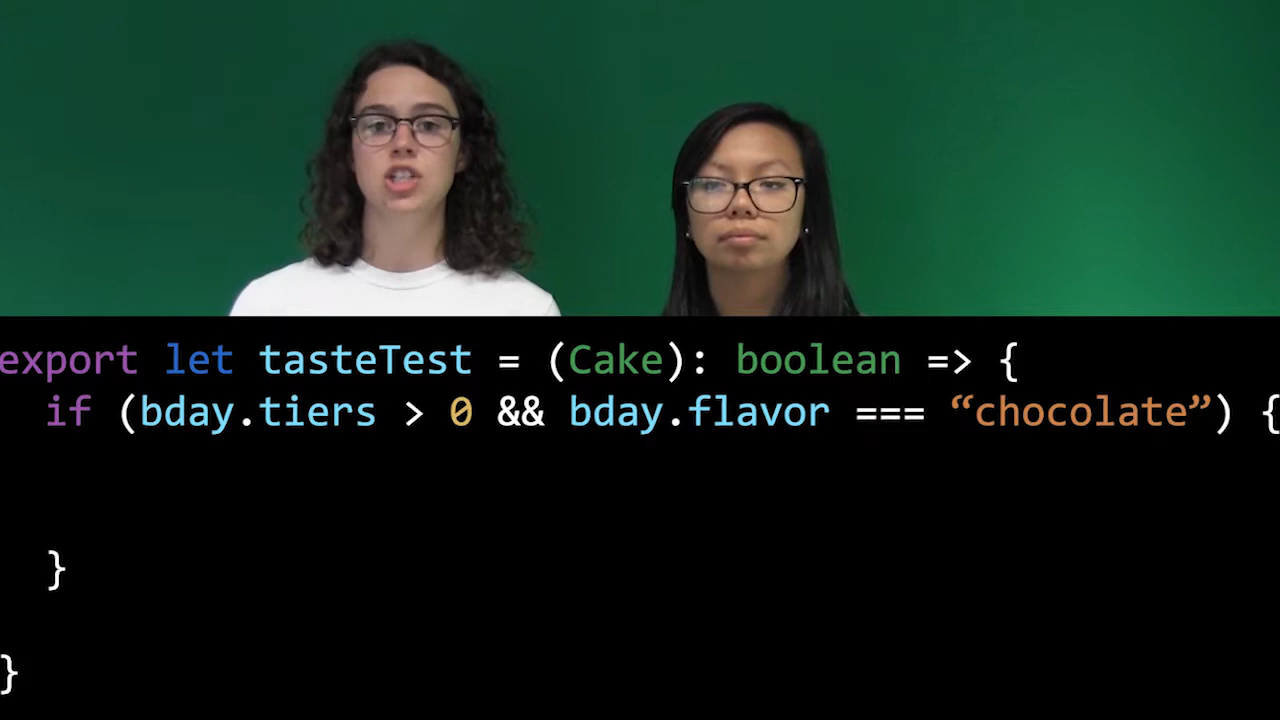 export let tasteTest = (Cake): boolean => {
if (bday.tiers > 0 && bday.flavor === “chocolate”) {
}
}